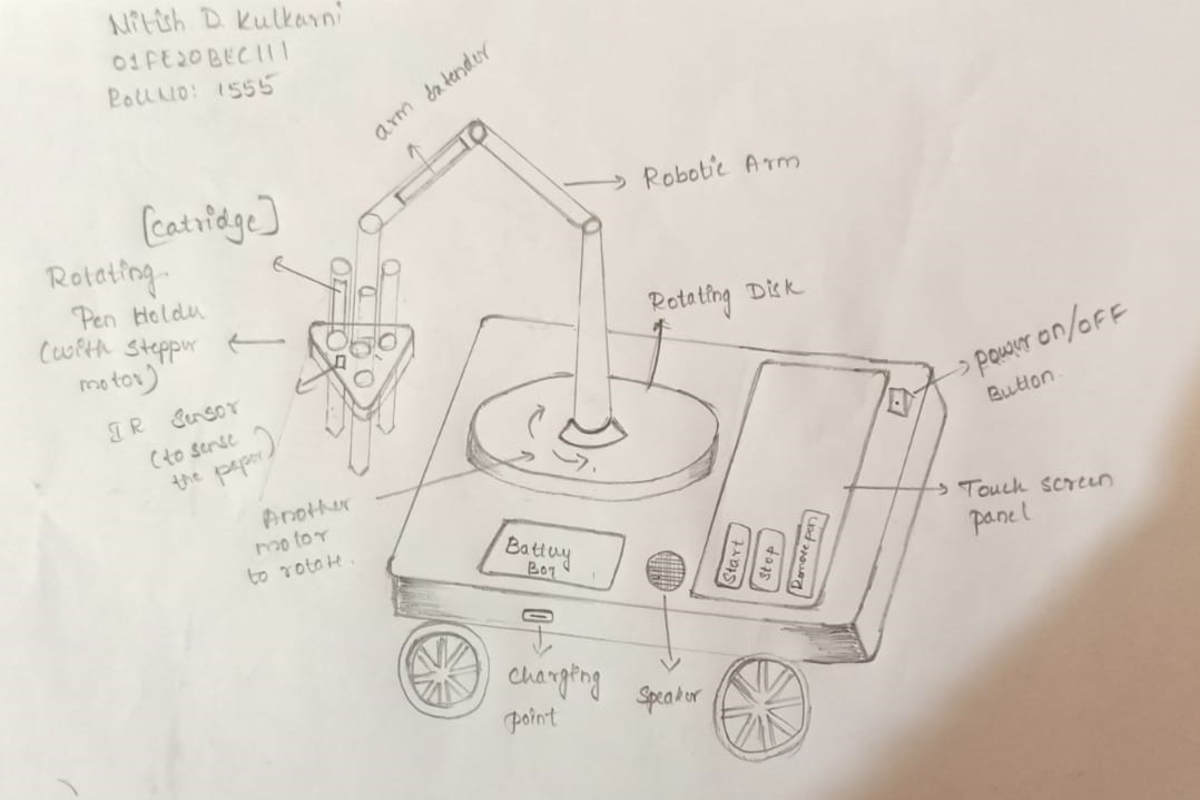 Nitish D. Kulkarni
01FE20BEC111
Roll NO: 1555
arm extender
Robotic Arm
[catridge]
Rotating
Pen Holder
(with stepper
motor)
IR sensor
(to sense
the paper)
Rotating Disk
power on/OFF
Button.
Touch screen
panel
Another
motor
to rotate.
Battery
Box
Start
Stop
Remove pen
charging
point
Speaker